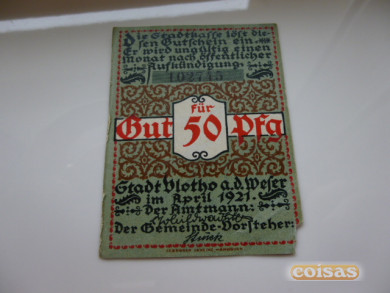 Die Stadtkasse löst die-
sen Gutschein ein.-
Er wird ungültig einen
monat nach öffentlicher
Aufkündigung.
102745
Gut für 50 Pfg
Stadt Vlotho a.d. Weser
im April 1921.
Der Amtmann:
Der Gemeinde-Vorsteher:
coisas